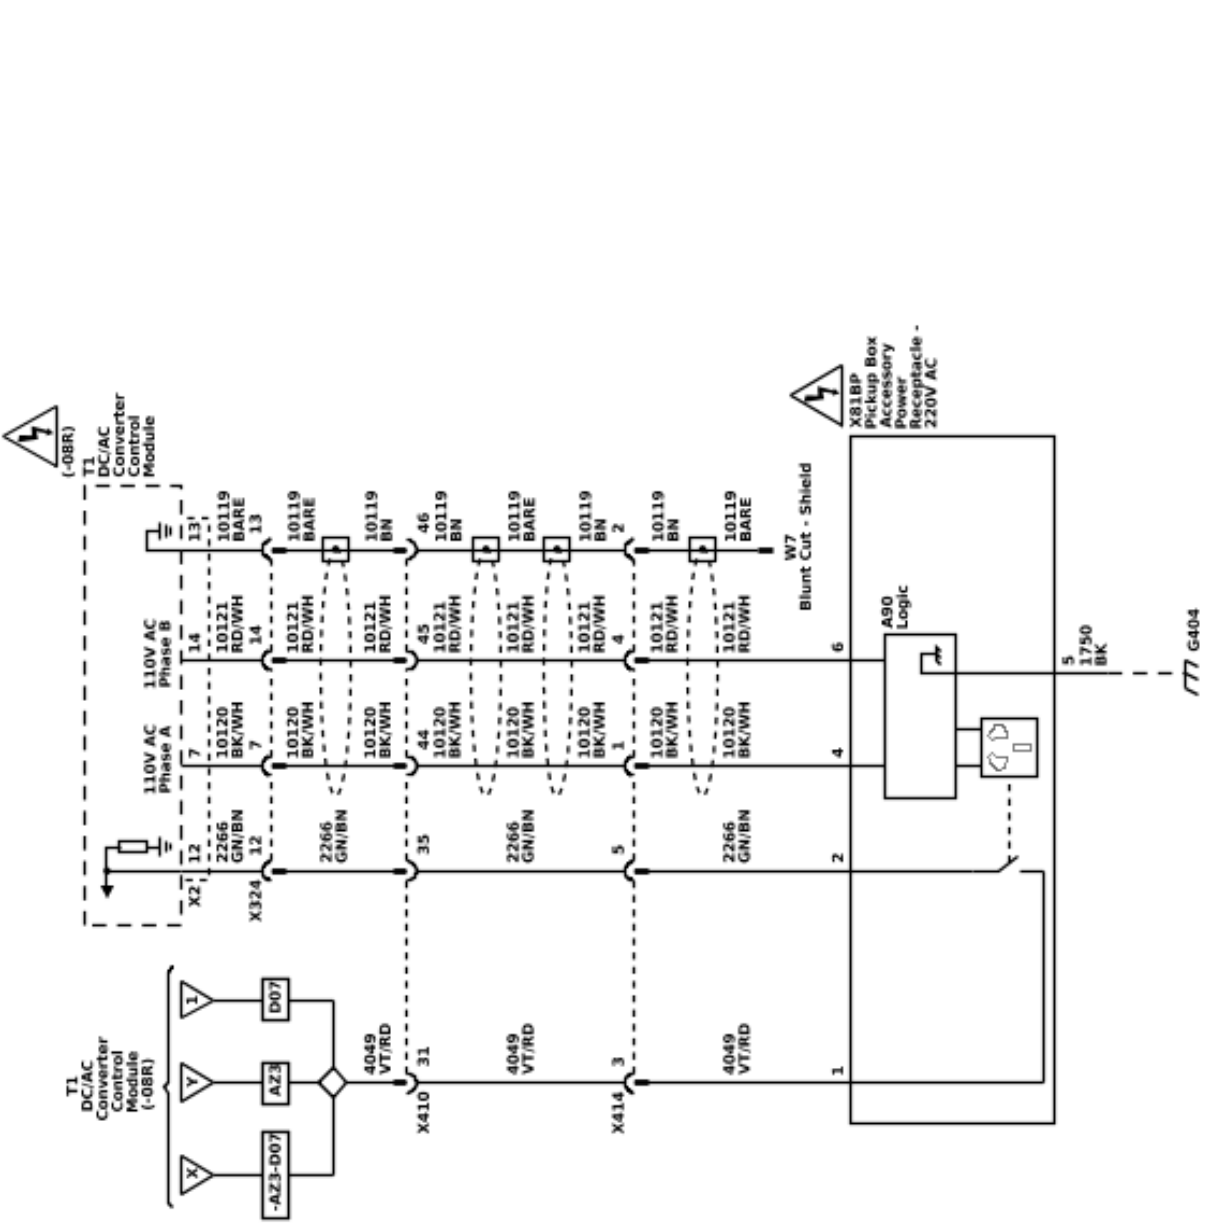 (-08R)
T1
DC/AC
Converter
Control
Module
110V AC
Phase B
110V AC
Phase A
13
14
7
12
X2
10119
BARE
10121
RD/WH
10120
BK/WH
2266
GN/BN
13
14
7
12
X324
10119
BARE
10121
RD/WH
10120
BK/WH
2266
GN/BN
10119
BN
10121
RD/WH
10120
BK/WH
T1
DC/AC
Converter
Control
Module
(-08R)
X
Y
1
-AZ3-D07
AZ3
D07
4049
VT/RD
46
45
44
35
31
X410
10119
BN
10121
RD/WH
10120
BK/WH
10119
BARE
10121
RD/WH
10120
BK/WH
2266
GN/BN
4049
VT/RD
10119
BN
10121
RD/WH
10120
BK/WH
2
4
1
5
3
X414
10119
BN
10121
RD/WH
10120
BK/WH
10119
BARE
10121
RD/WH
10120
BK/WH
2266
GN/BN
4049
VT/RD
W7
Blunt Cut - Shield
6
4
2
1
X81BP
Pickup Box
Accessory
Power
Receptacle -
220V AC
A90
Logic
5
1750
BK
G404